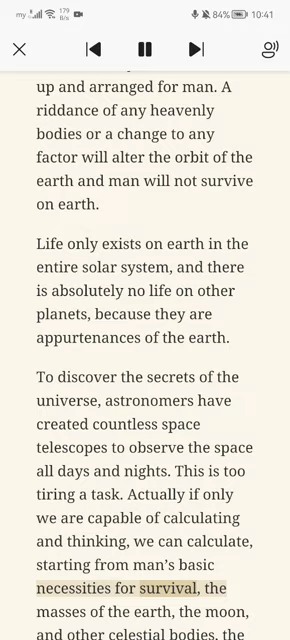 my 179 B/s 84% 10:41
up and arranged for man. A
riddance of any heavenly
bodies or a change to any
factor will alter the orbit of the
earth and man will not survive
on earth.
Life only exists on earth in the
entire solar system, and there
is absolutely no life on other
planets, because they are
appurtenances of the earth.
To discover the secrets of the
universe, astronomers have
created countless space
telescopes to observe the space
all days and nights. This is too
tiring a task. Actually if only
we are capable of calculating
and thinking, we can calculate,
starting from man’s basic
necessities for survival, the
masses of the earth, the moon,
and other celestial bodies, the